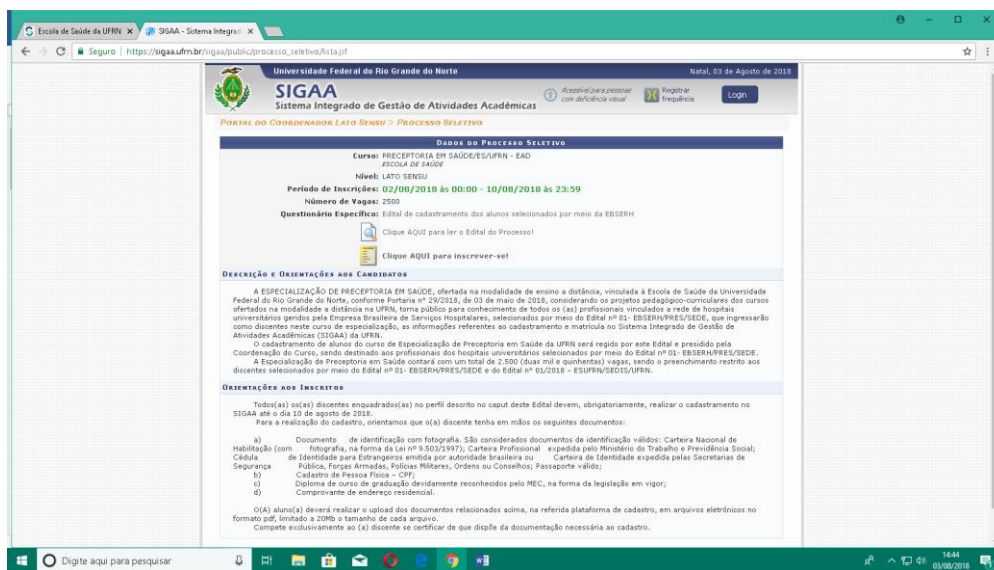 Escola de Saúde da UFRN
SIGAA - Sistema Integrad
Seguro | https://sigaa.ufrn.br/sigaa/public/processo_seletivo/lista.jsf
Universidade Federal do Rio Grande do Norte
Natal, 03 de Agosto de 2018
SIGAA
Sistema Integrado de Gestão de Atividades Acadêmicas
Acessível para pessoas
com deficiência visual
Registrar
frequência
Login
Portal do Coordenador Lato Sensu > Processo Seletivo
Dados do Processo Seletivo
Curso: PRECEPTORIA EM SAÚDE/ES/UFRN - EAD
ESCOLA DE SAÚDE
Nível: LATO SENSU
Período de Inscrições: 02/08/2018 às 00:00 - 10/08/2018 às 23:59
Número de Vagas: 2500
Questionário Específico: Edital de cadastramento dos alunos selecionados por meio da EBSERH
Clique AQUI para ler o Edital do Processo!
Clique AQUI para inscrever-se!
Descrição e Orientações aos Candidatos
A ESPECIALIZAÇÃO DE PRECEPTORIA EM SAÚDE, ofertada na modalidade de ensino a distância, vinculada à Escola de Saúde da Universidade
Federal do Rio Grande do Norte, conforme Portaria n° 29/2018, de 03 de maio de 2018, considerando os projetos pedagógico-curriculares dos cursos
ofertados na modalidade a distância na UFRN, torna público para conhecimento de todos os (as) profissionais vinculados a rede de hospitais
universitários geridos pela Empresa Brasileira de Serviços Hospitalares, selecionados por meio do Edital nº 01- EBSERH/PRES/SEDE, que ingressarão
como discentes neste curso de especialização, as informações referentes ao cadastramento e matrícula no Sistema Integrado de Gestão de
Atividades Acadêmicas (SIGAA) da UFRN.
O cadastramento de alunos do curso de Especialização de Preceptoria em Saúde da UFRN será regido por este Edital e presidido pela
Coordenação do Curso, sendo destinado aos profissionais dos hospitais universitários selecionados por meio do Edital nº 01- EBSERH/PRES/SEDE.
A Especialização de Preceptoria em Saúde contará com um total de 2.500 (duas mil e quinhentas) vagas, sendo o preenchimento restrito aos
discentes selecionados por meio do Edital nº 01- EBSERH/PRES/SEDE e do Edital n° 01/2018 – ESUFRN/SEDIS/UFRN.
Orientações aos Inscritos
Todos(as) os(as) discentes enquadrados(as) no perfil descrito no caput deste Edital devem, obrigatoriamente, realizar o cadastramento no
SIGAA até o dia 10 de agosto de 2018.
Para a realização do cadastro, orientamos que o(a) discente tenha em mãos os seguintes documentos:
a) Documento de identificação com fotografia. São considerados documentos de identificação válidos: Carteira Nacional de
Habilitação (com fotografia, na forma da Lei nº 9.503/1997); Carteira Profissional expedida pelo Ministério do Trabalho e Previdência Social;
Cédula de Identidade para Estrangeiros emitida por autoridade brasileira ou Carteira de Identidade expedida pelas Secretarias de
Segurança Pública, Forças Armadas, Polícias Militares, Ordens ou Conselhos; Passaporte válido;
b) Cadastro de Pessoa Física – CPF;
c) Diploma de curso de graduação devidamente reconhecidos pelo MEC, na forma da legislação em vigor;
d) Comprovante de endereço residencial.
O(A) aluno(a) deverá realizar o upload dos documentos relacionados acima, na referida plataforma de cadastro, em arquivos eletrônicos no
formato pdf, limitado a 20Mb o tamanho de cada arquivo.
Compete exclusivamente ao (a) discente se certificar de que dispõe da documentação necessária ao cadastro.
Digite aqui para pesquisar
14:44
03/08/2018